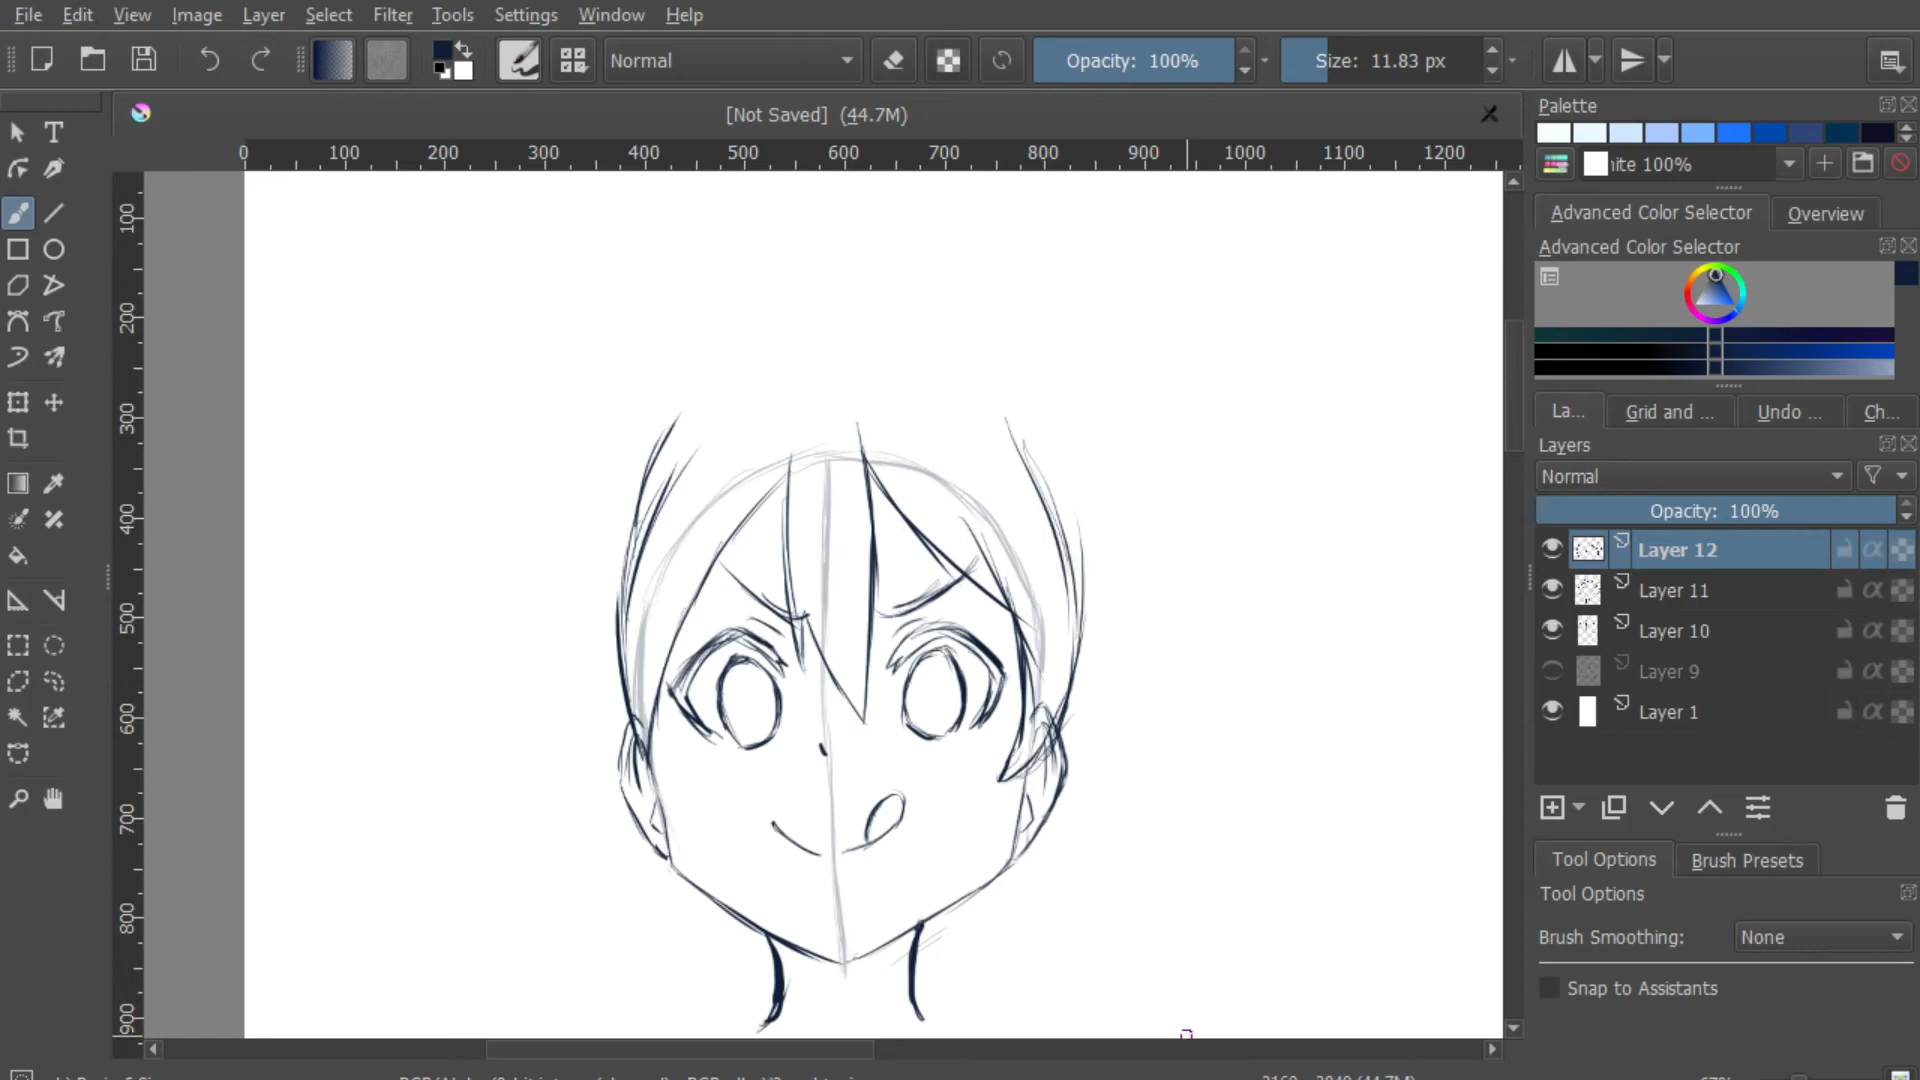 File Edit View Image Layer Select Filter Tools Settings Window Help
Normal Opacity: 100% Size: 11.83 px
[Not Saved] (44.7M)
0 100 200 300 400 500 600 700 800 900 1000 1100 1200
100
200
300
400
500
600
700
800
900
Palette
ite 100%
Advanced Color Selector Overview
Advanced Color Selector
La... Grid and ... Undo ... Ch...
Layers
Normal
Opacity: 100%
Layer 12
Layer 11
Layer 10
Layer 9
Layer 1
Tool Options Brush Presets
Tool Options
Brush Smoothing: None
Snap to Assistants